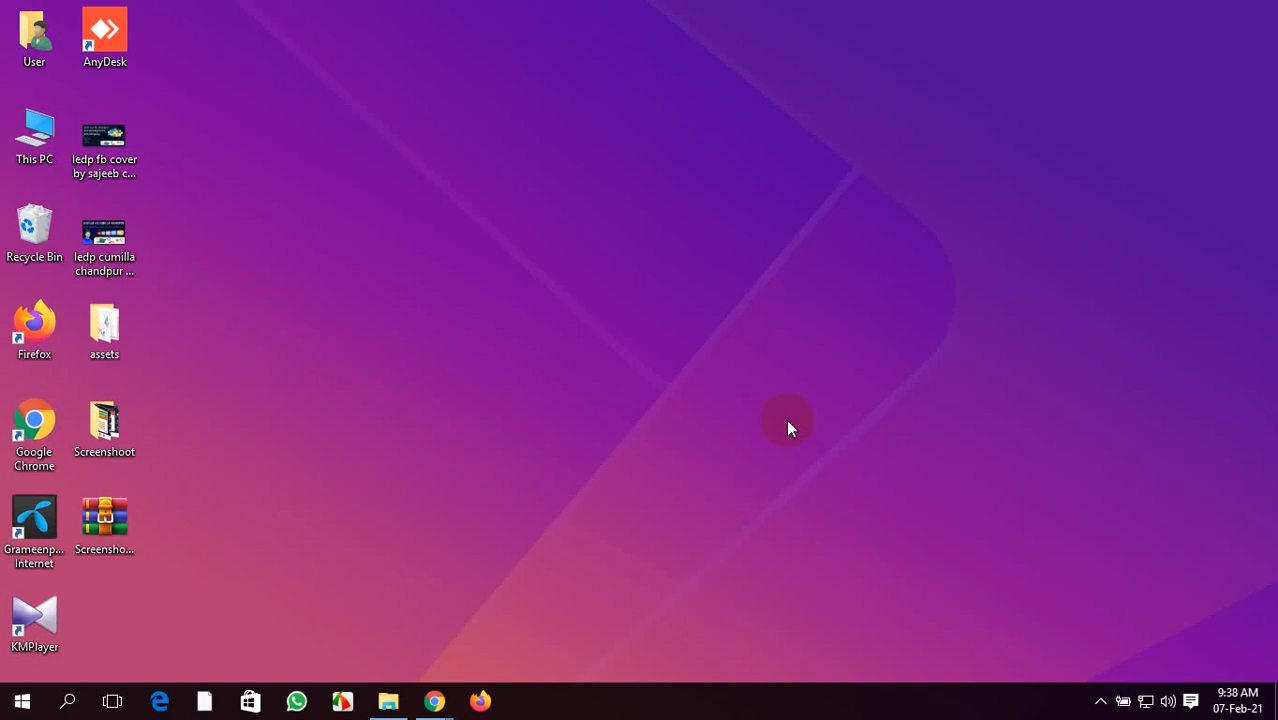 User
AnyDesk
This PC
ledp fb cover
by sajeeb c...
Recycle Bin
ledp cumilla
chandpur ...
Firefox
assets
Google
Chrome
Screenshoot
Grameenp...
Internet
Screensho...
KMPlayer
9:38 AM
07-Feb-21